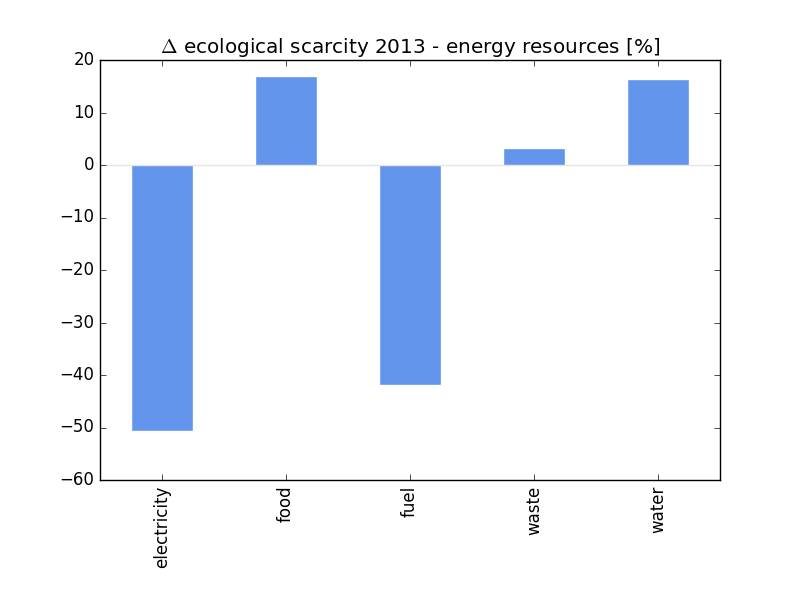 Δ ecological scarcity 2013 - energy resources [%]
20
10
0
−10
−20
−30
−40
−50
−60
electricity
food
fuel
waste
water